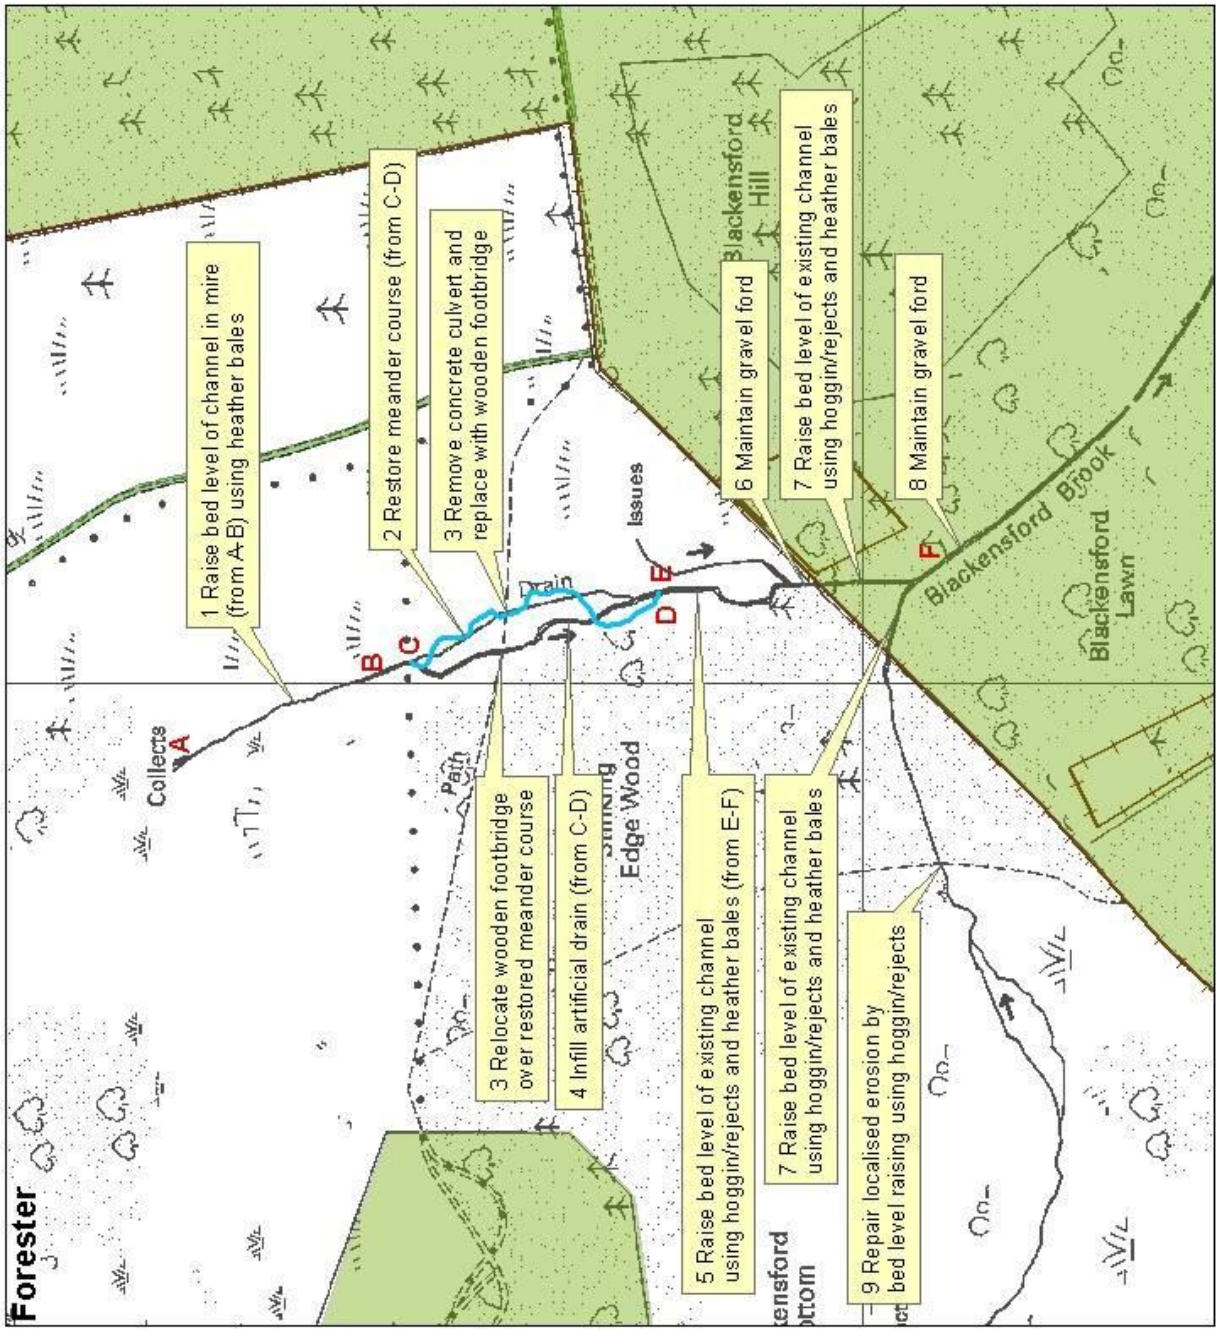 Forester
1 Raise bed level of channel in mire
(from A-B) using heather bales
2 Restore meander course (from C-D)
3 Remove concrete culvert and
replace with wooden footbridge
3 Relocate wooden footbridge
over restored meander course
4 Infill artificial drain (from C-D)
5 Raise bed level of existing channel
using hoggin/rejects and heather bales (from E-F)
6 Maintain gravel ford
7 Raise bed level of existing channel
using hoggin/rejects and heather bales
7 Raise bed level of existing channel
using hoggin/rejects and heather bales
8 Maintain gravel ford
9 Repair localised erosion by
bed level raising using hoggin/rejects
Collects
A
B
C
D
E
F
Path
Drain
Issues
Edge Wood
Blackensford
Hill
Blackensford Brook
Blackensford
Lawn
kensford
ottom